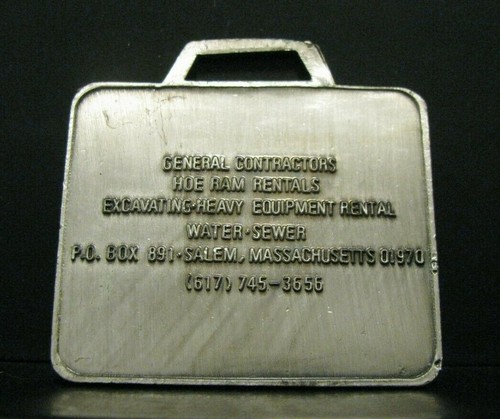 GENERAL CONTRACTORS
HOE RAM RENTALS
EXCAVATING·HEAVY EQUIPMENT RENTAL
WATER·SEWER
P.O. BOX 891·SALEM, MASSACHUSETTS 01970
(617) 745-3656